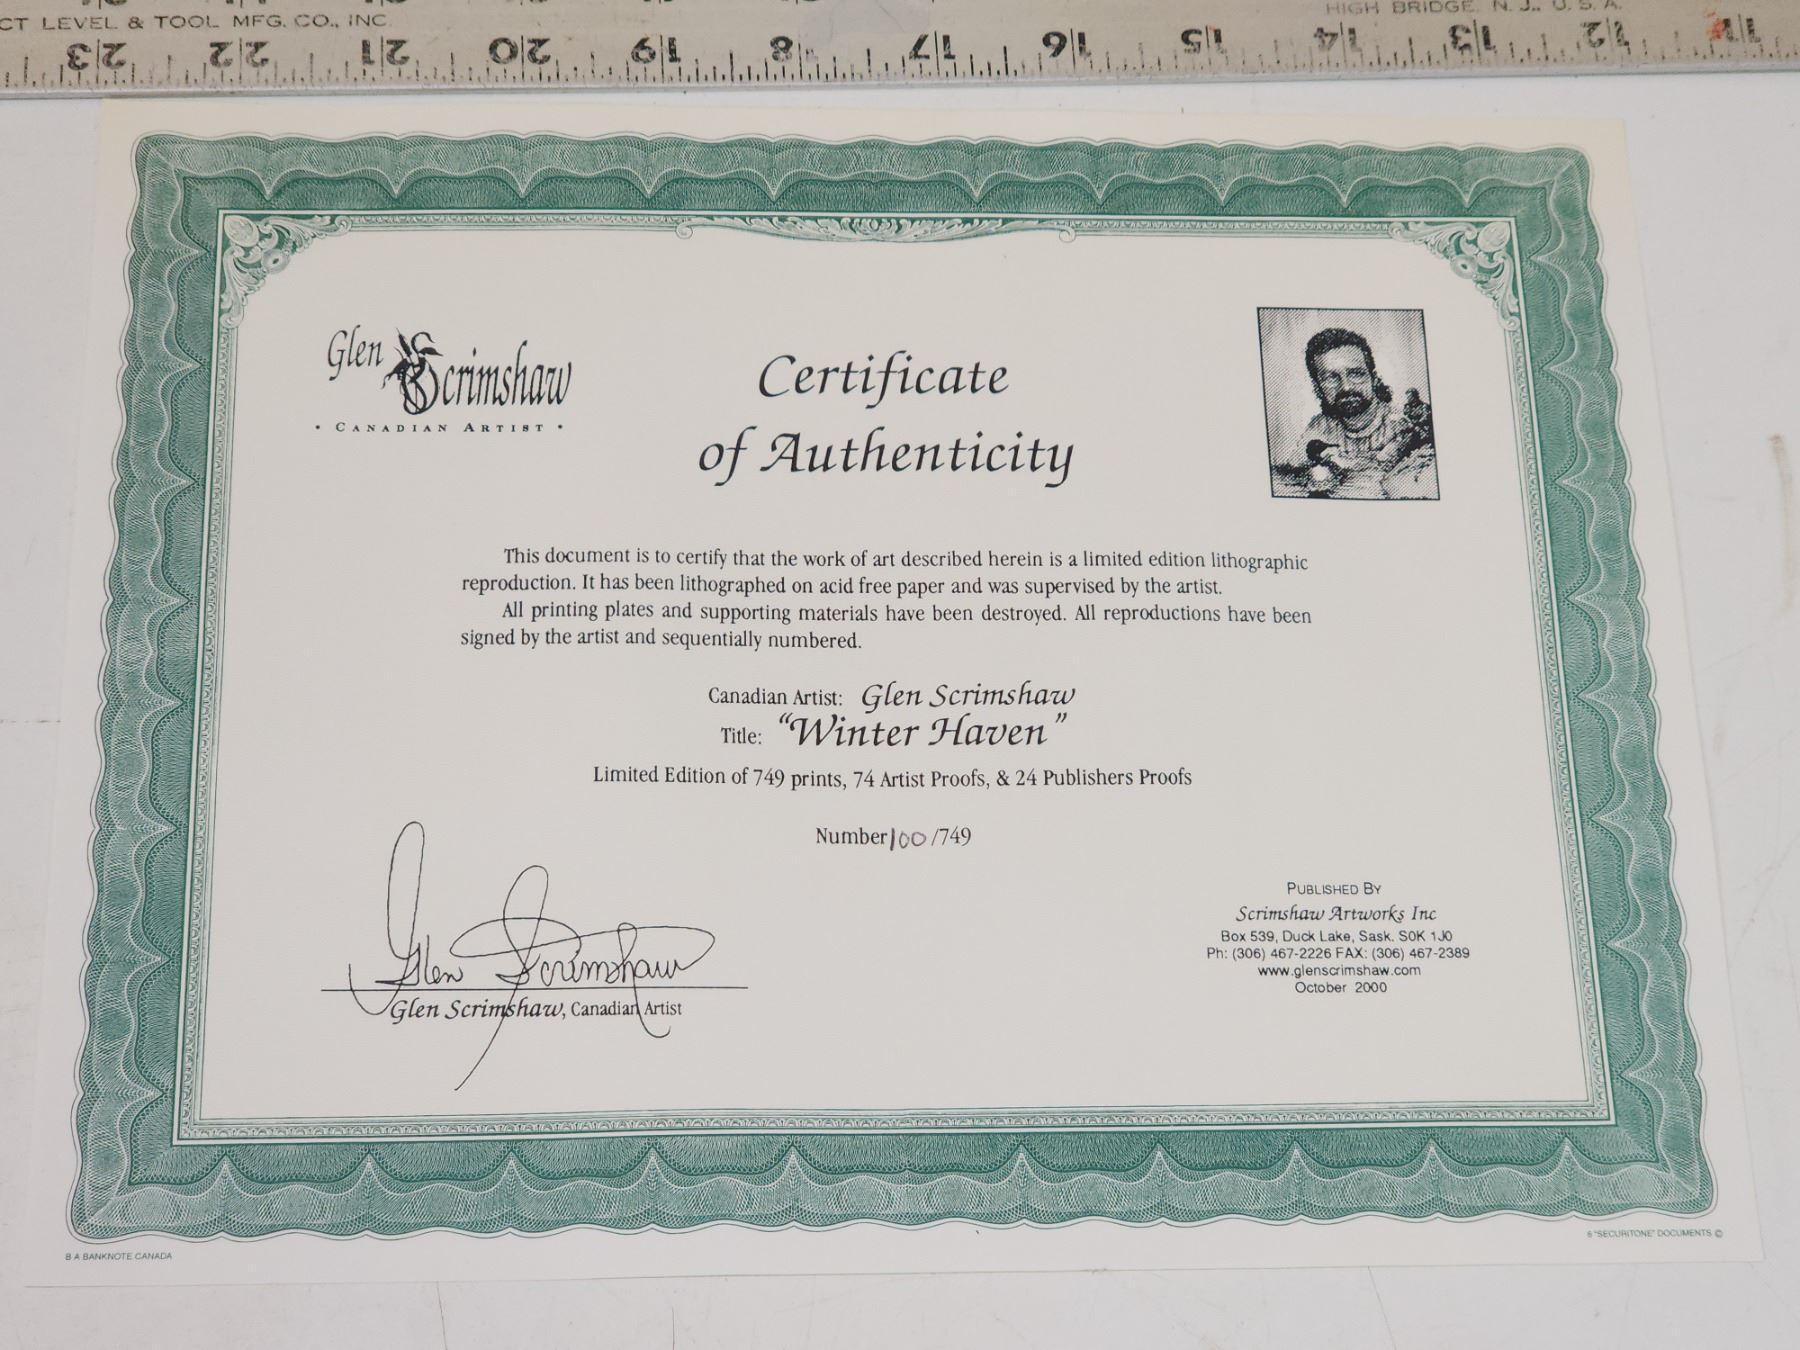 CT LEVEL & TOOL MFG. CO., INC.
HIGH BRIDGE, N. J., U. S. A.
23 22 21 20 19 18 17 16 15 14 13 12 11
Glen Scrimshaw
• CANADIAN ARTIST •
Certificate
of Authenticity
This document is to certify that the work of art described herein is a limited edition lithographic
reproduction. It has been lithographed on acid free paper and was supervised by the artist.
All printing plates and supporting materials have been destroyed. All reproductions have been
signed by the artist and sequentially numbered.
Canadian Artist: Glen Scrimshaw
Title: "Winter Haven"
Limited Edition of 749 prints, 74 Artist Proofs, & 24 Publishers Proofs
Number 100 /749
Glen Scrimshaw
Glen Scrimshaw, Canadian Artist
PUBLISHED BY
Scrimshaw Artworks Inc
Box 539, Duck Lake, Sask. S0K 1J0
Ph: (306) 467-2226 FAX: (306) 467-2389
www.glenscrimshaw.com
October 2000
B A BANKNOTE CANADA
"SECURITONE" DOCUMENTS ©